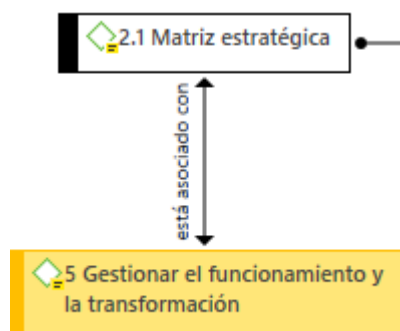 2.1 Matriz estratégica
está asociado con
5 Gestionar el funcionamiento y
la transformación